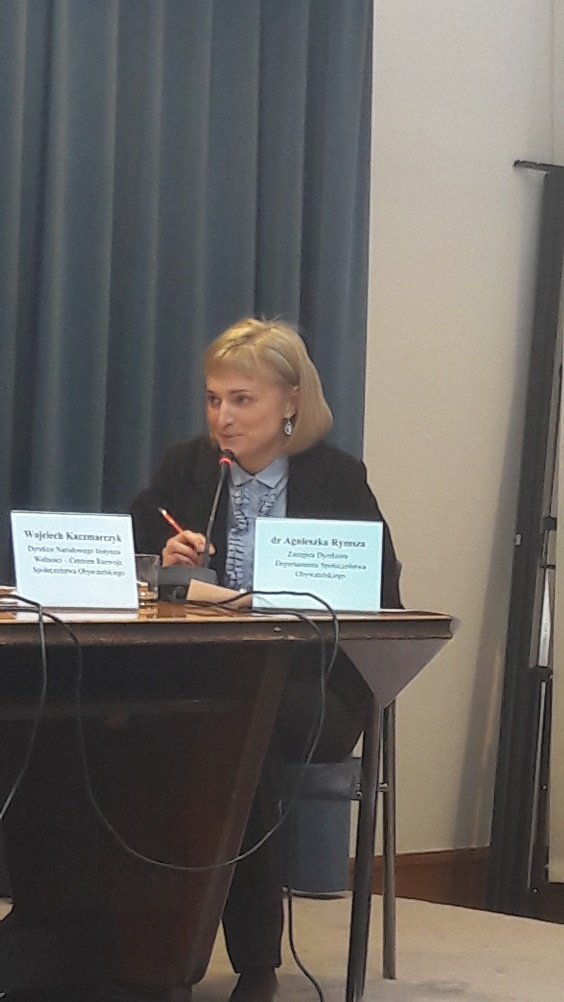 Wojciech Kaczmarczyk
Dyrektor Narodowego Instytutu
Wolności – Centrum Rozwoju
Społeczeństwa Obywatelskiego
dr Agnieszka Rymsza
Zastępca Dyrektora
Departamentu Społeczeństwa
Obywatelskiego